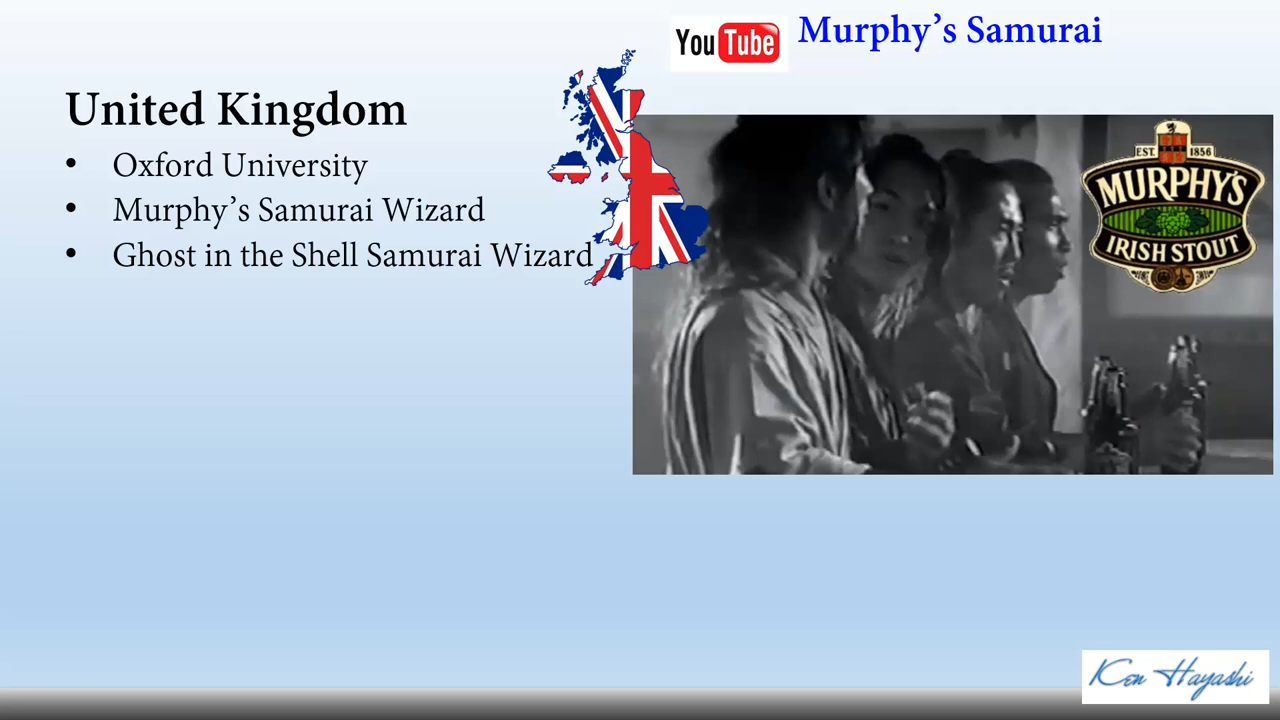 YouTube Murphy’s Samurai
United Kingdom
• Oxford University
• Murphy’s Samurai Wizard
• Ghost in the Shell Samurai Wizard
EST. 1856
MURPHY'S
IRISH STOUT
Ken Hayashi